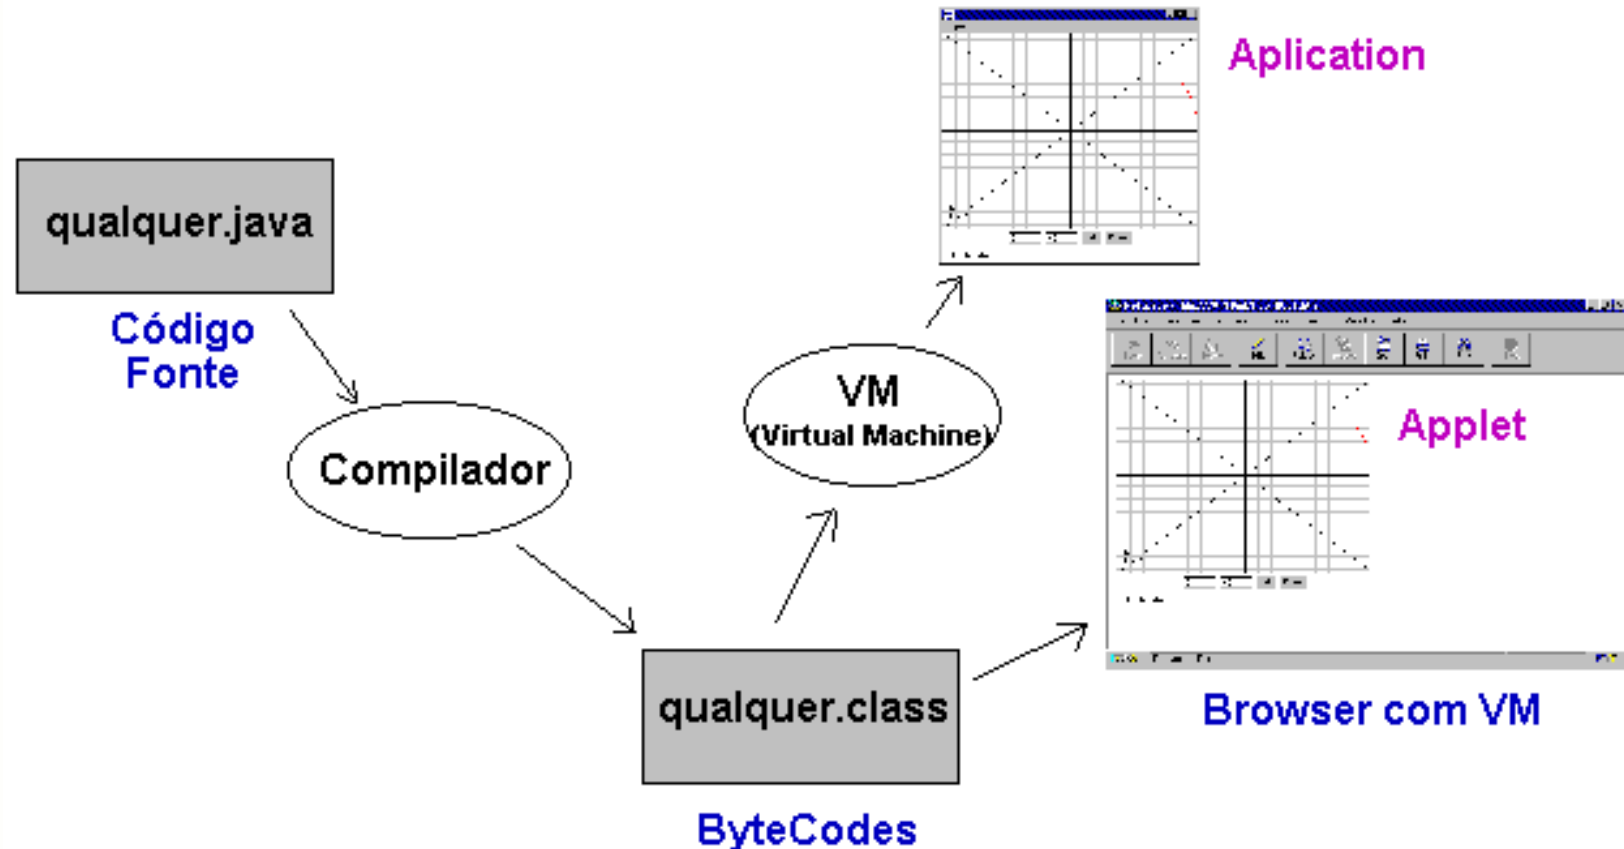 Aplication
qualquer.java
Código
Fonte
Compilador
VM
(Virtual Machine)
Applet
qualquer.class
Browser com VM
ByteCodes